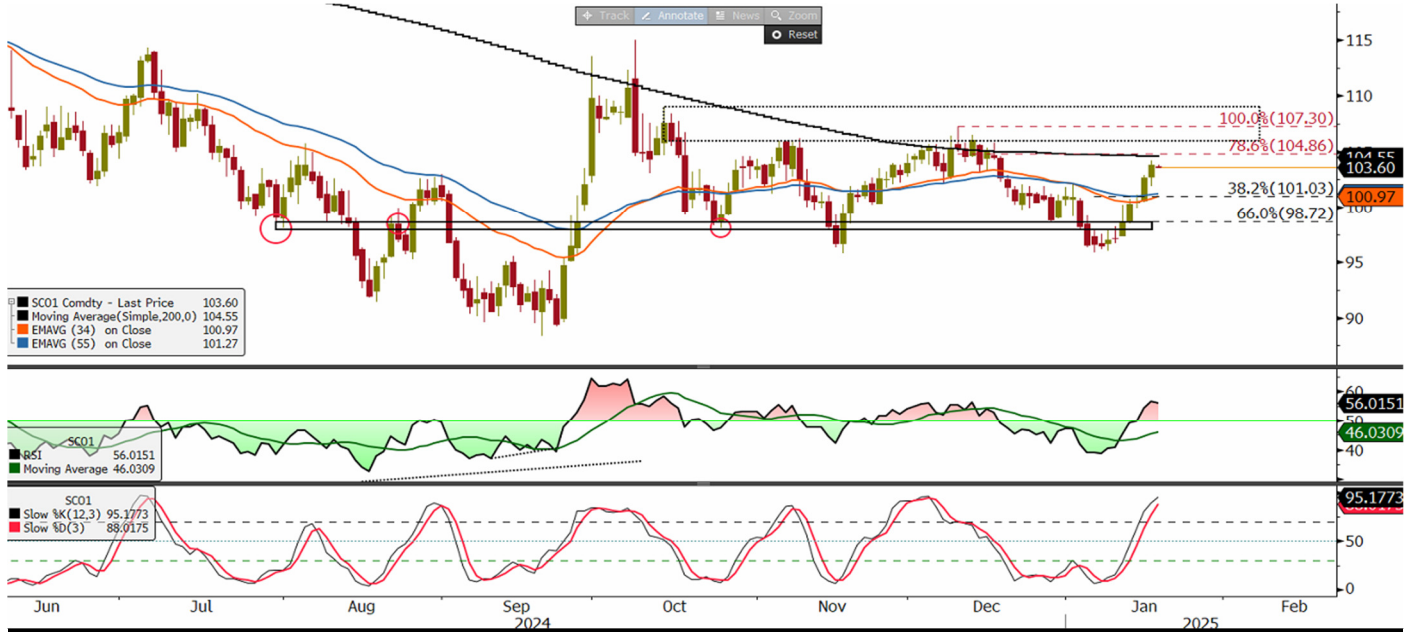 Track Annotate News Zoom
Reset
115
110
100.0%(107.30)
78.6%(104.86)
104.55
103.60
38.2%(101.03)
100.97
100
66.0%(98.72)
95
90
SCO1 Comdty - Last Price 103.60
Moving Average(Simple,200,0) 104.55
EMAVG (34) on Close 100.97
EMAVG (55) on Close 101.27
60
56.0151
50
46.0309
40
SCO1
RSI 56.0151
Moving Average 46.0309
SCO1
Slow %K(12,3) 95.1773
Slow %D(3) 88.0175
95.1773
50
0
Jun Jul Aug Sep Oct Nov Dec Jan Feb
2024 2025